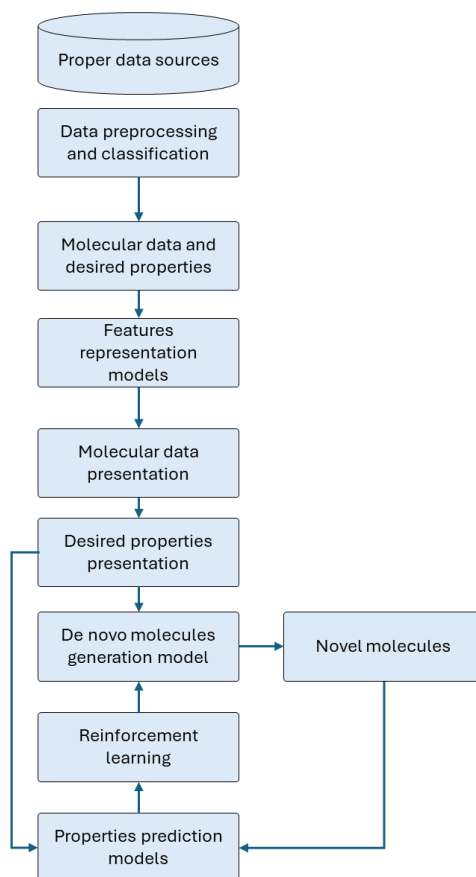 Proper data sources
Data preprocessing
and classification
Molecular data and
desired properties
Features
representation
models
Molecular data
presentation
Desired properties
presentation
De novo molecules
generation model
Novel molecules
Reinforcement
learning
Properties prediction
models